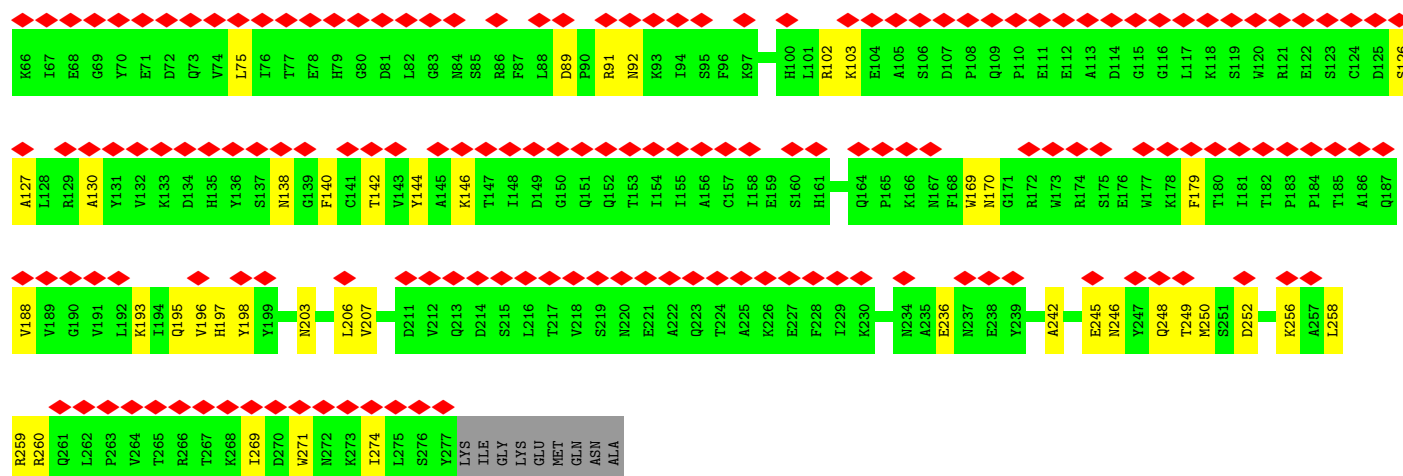 K66 I67 E68 G69 Y70 E71 D72 Q73 V74 L75 I76 T77 E78 H79 G80 D81 L82 G83 N84 S85 R86 F87 L88 D89 P90 R91 N92 K93 I94 S95 F96 K97 H100 L101 R102 K103 E104 A105 S106 D107 P108 Q109 P110 E111 E112 A113 D114 G115 G116 L117 K118 S119 W120 R121 E122 S123 C124 D125 S126
A127 L128 R129 A130 Y131 V132 K133 D134 H135 Y136 S137 N138 G139 F140 C141 T142 V143 Y144 A145 K146 T147 I148 D149 G150 Q151 Q152 T153 I154 I155 A156 C157 I158 E159 S160 H161 Q164 P165 K166 N167 F168 W169 N170 G171 R172 W173 R174 S175 E176 W177 K178 F179 T180 I181 T182 P183 P184 T185 A186 Q187
V188 V189 G190 V191 L192 K193 I194 Q195 V196 H197 Y198 Y199 N203 L206 V207 D211 V212 Q213 D214 S215 L216 T217 V218 S219 N220 E221 A222 Q223 T224 A225 K226 E227 F228 I229 K230 N234 A235 E236 N237 E238 Y239 A242 E245 N246 Y247 Q248 T249 M250 S251 D252 K256 A257 L258
R259 R260 Q261 L262 P263 V264 T265 R266 T267 K268 I269 D270 W271 N272 K273 I274 L275 S276 Y277 LYS ILE GLY LYS GLU MET GLN ASN ALA